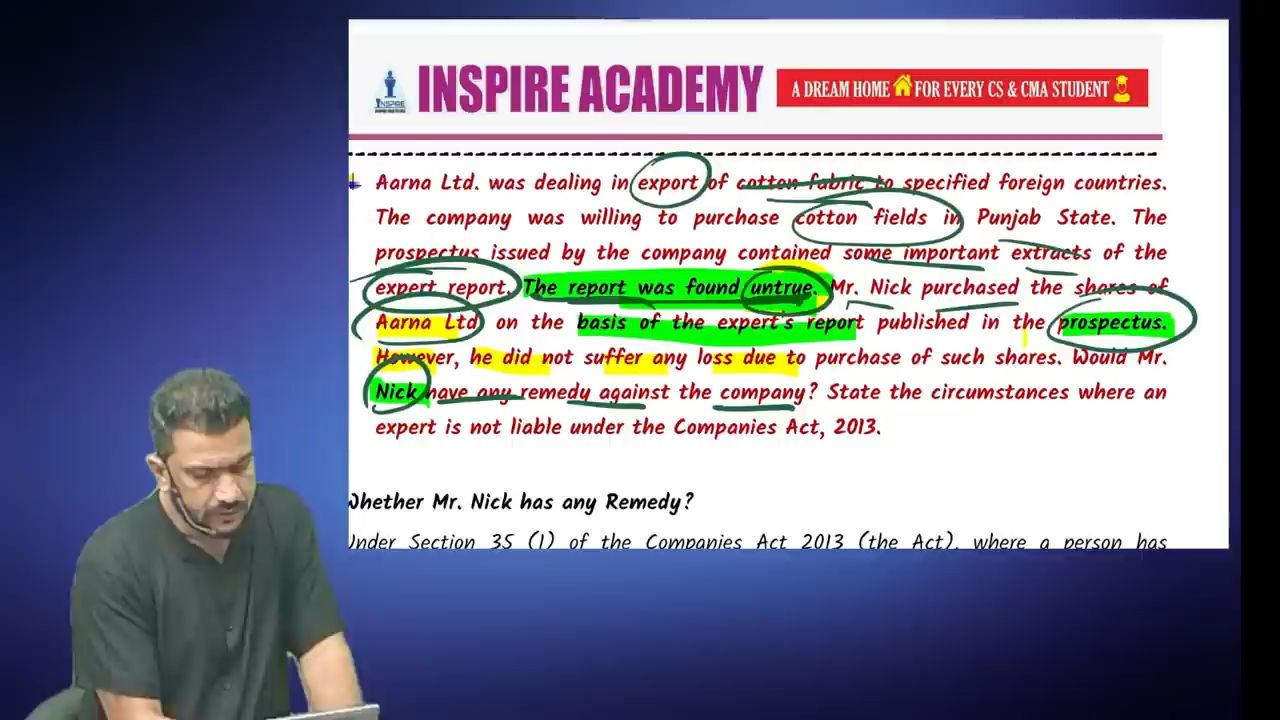 INSPIRE
INSPIRE ACADEMY
A DREAM HOME FOR EVERY CS & CMA STUDENT
Aarna Ltd. was dealing in export of cotton fabric to specified foreign countries.
The company was willing to purchase cotton fields in Punjab State. The
prospectus issued by the company contained some important extracts of the
expert report. The report was found untrue. Mr. Nick purchased the shares of
Aarna Ltd on the basis of the expert's report published in the prospectus.
However, he did not suffer any loss due to purchase of such shares. Would Mr.
Nick have any remedy against the company? State the circumstances where an
expert is not liable under the Companies Act, 2013.
Whether Mr. Nick has any Remedy?
Under Section 35 (1) of the Companies Act 2013 (the Act), where a person has